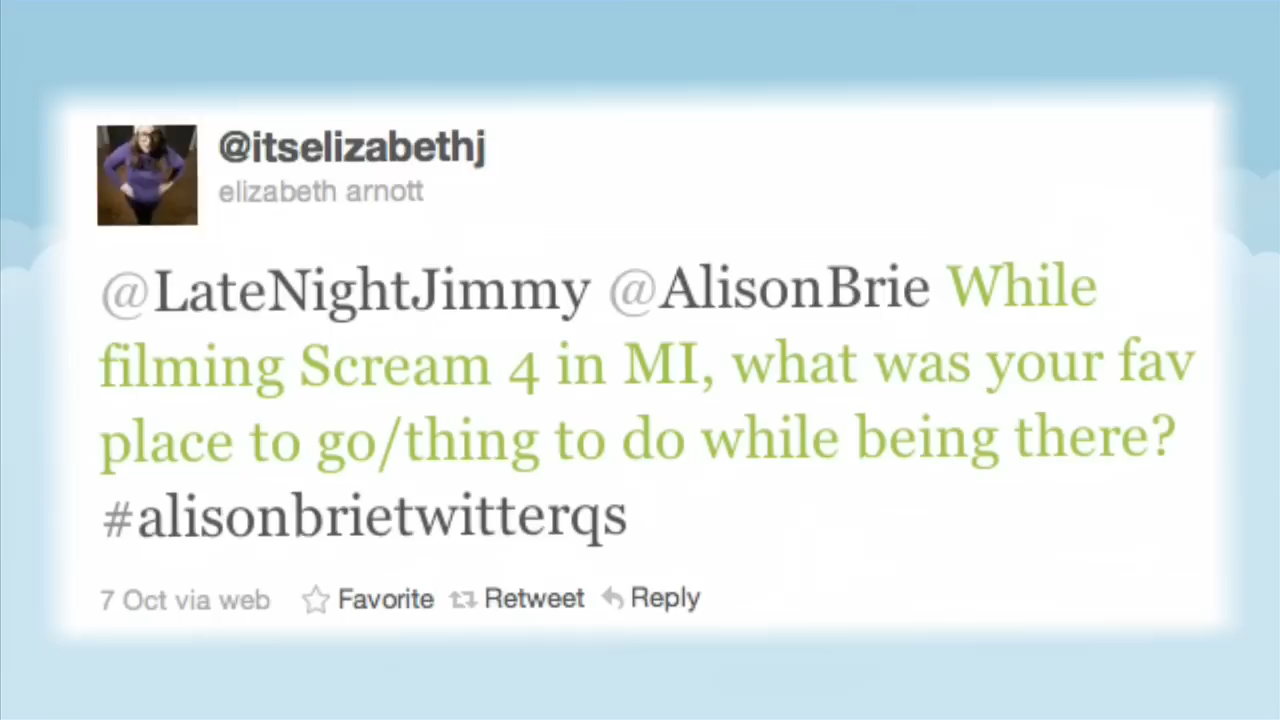 @itselizabethj
elizabeth arnott
@LateNightJimmy @AlisonBrie While
filming Scream 4 in MI, what was your fav
place to go/thing to do while being there?
#alisonbrietwitterqs
7 Oct via web Favorite Retweet Reply